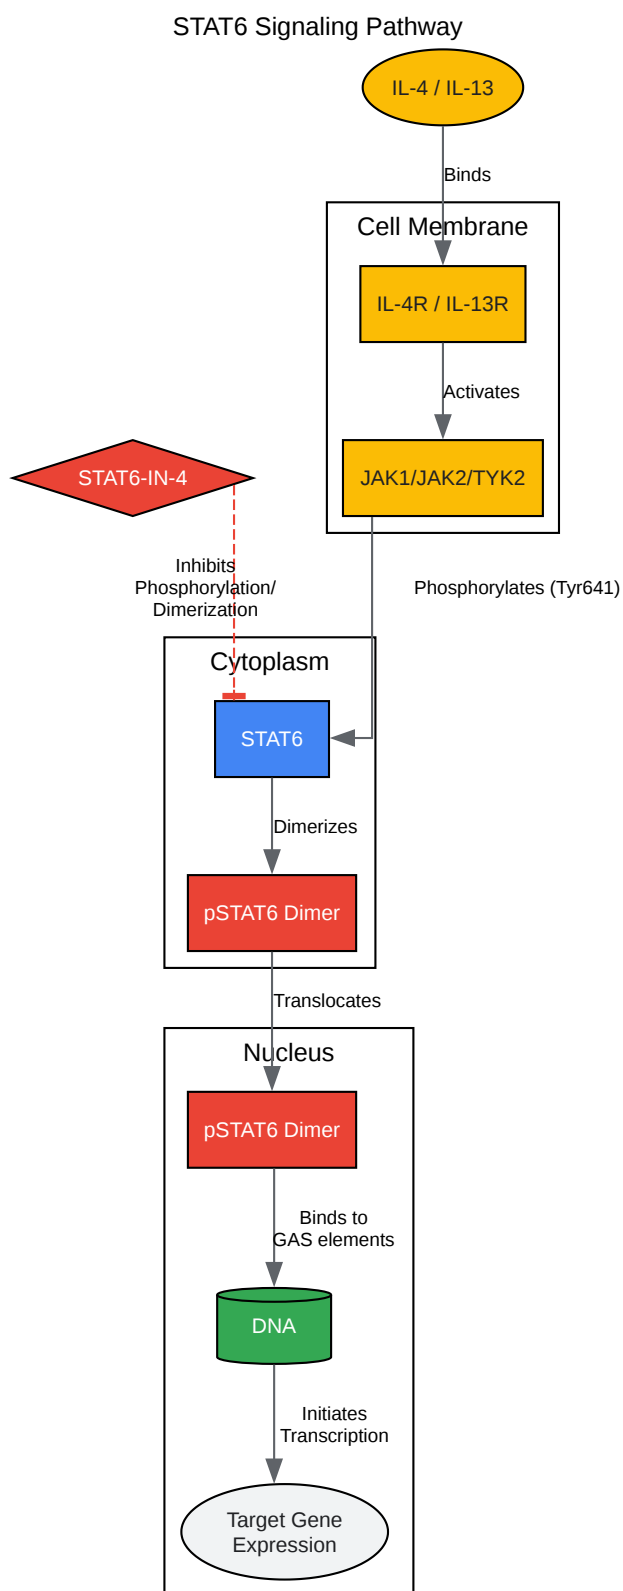 STAT6 Signaling Pathway
IL-4 / IL-13
Binds
Cell Membrane
IL-4R / IL-13R
Activates
STAT6-IN-4
JAK1/JAK2/TYK2
Inhibits
Phosphorylation/
Dimerization
Phosphorylates (Tyr641)
Cytoplasm
STAT6
Dimerizes
pSTAT6 Dimer
Translocates
Nucleus
pSTAT6 Dimer
Binds to
GAS elements
DNA
Initiates
Transcription
Target Gene
Expression